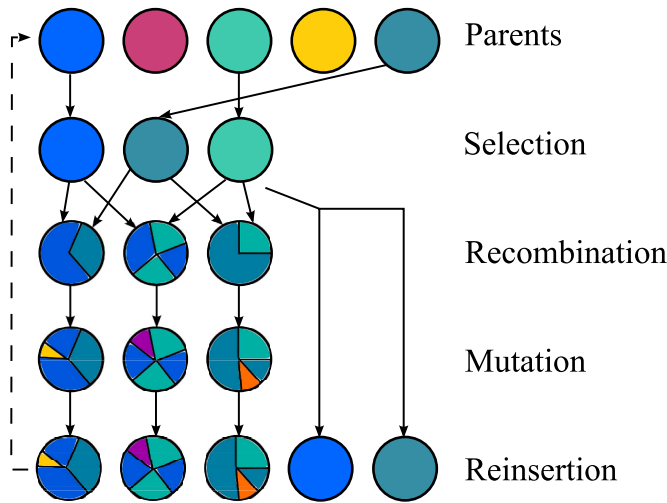 Parents
Selection
Recombination
Mutation
Reinsertion